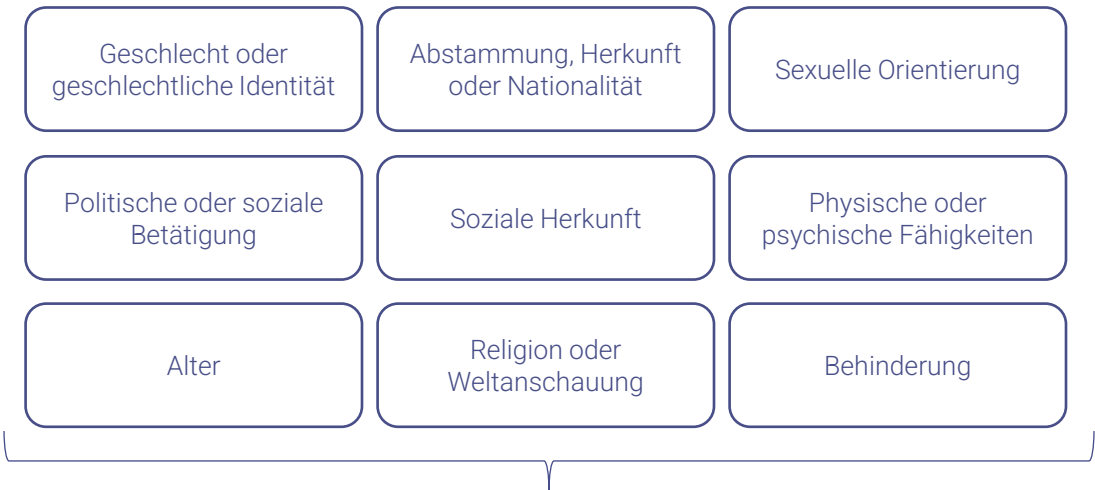 Geschlecht oder
geschlechtliche Identität
Abstammung, Herkunft
oder Nationalität
Sexuelle Orientierung
Politische oder soziale
Betätigung
Soziale Herkunft
Physische oder
psychische Fähigkeiten
Alter
Religion oder
Weltanschauung
Behinderung